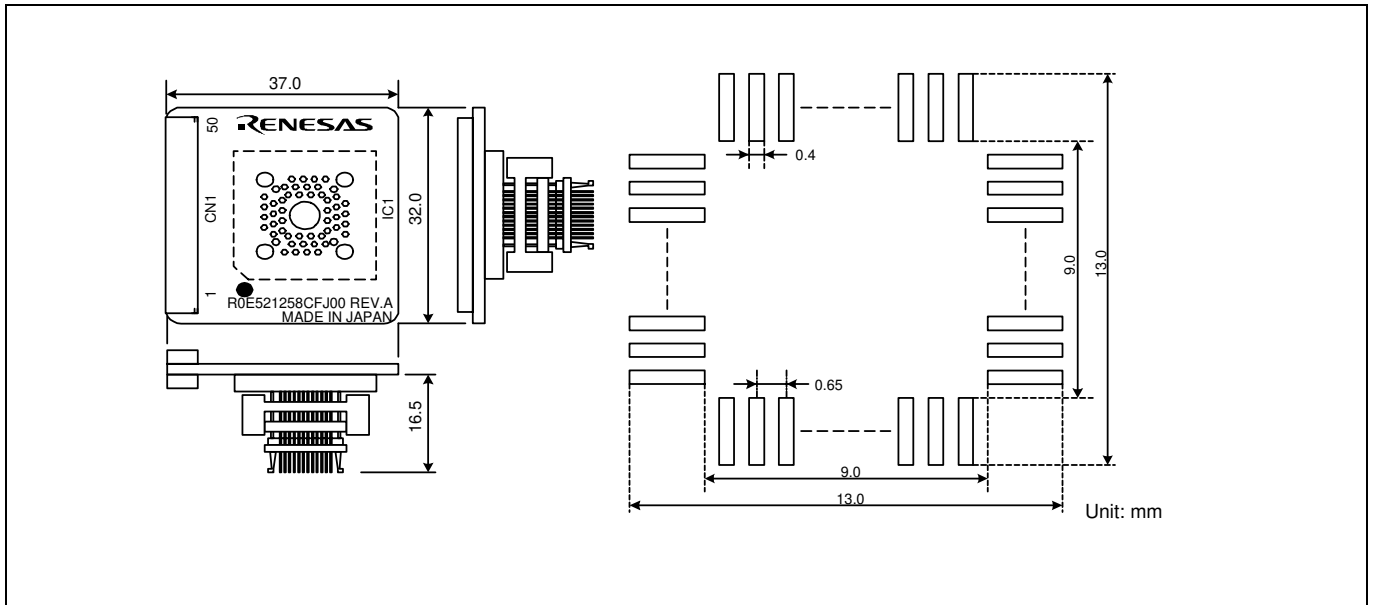 37.0
50
RENESAS
CN1
IC1
32.0
1
R0E521258CFJ00 REV.A
MADE IN JAPAN
16.5
0.4
9.0
13.0
0.65
9.0
13.0
Unit: mm